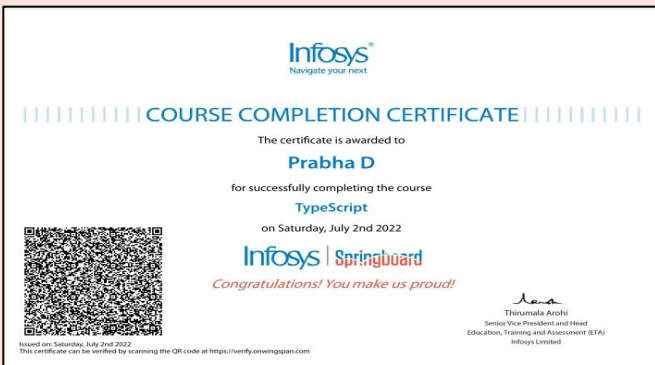 Infosys®
Navigate your next
COURSE COMPLETION CERTIFICATE
The certificate is awarded to
Prabha D
for successfully completing the course
TypeScript
on Saturday, July 2nd 2022
Infosys | Springboard
Congratulations! You make us proud!
Thirumala Arohi
Senior Vice President and Head
Education, Training and Assessment (ETA)
Infosys Limited
Issued on: Saturday, July 2nd 2022
This certificate can be verified by scanning the QR code at https://verify.onwingspan.com